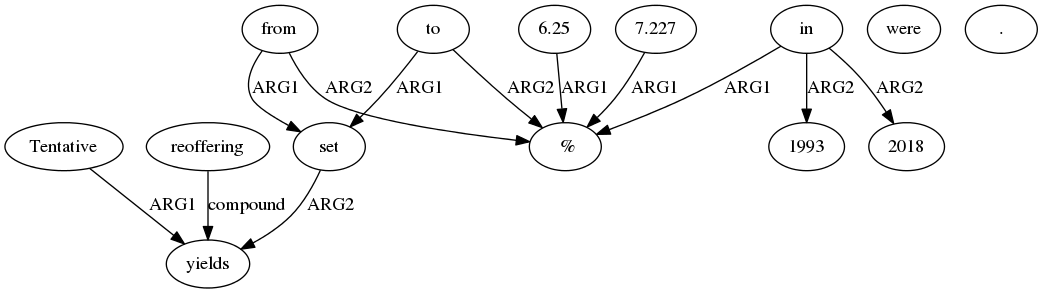 from to 6.25 7.227 in were .
ARG1 ARG2 ARG1 ARG2 ARG1 ARG1 ARG1 ARG2 ARG2
Tentative reoffering set % 1993 2018
ARG1 compound ARG2
yields